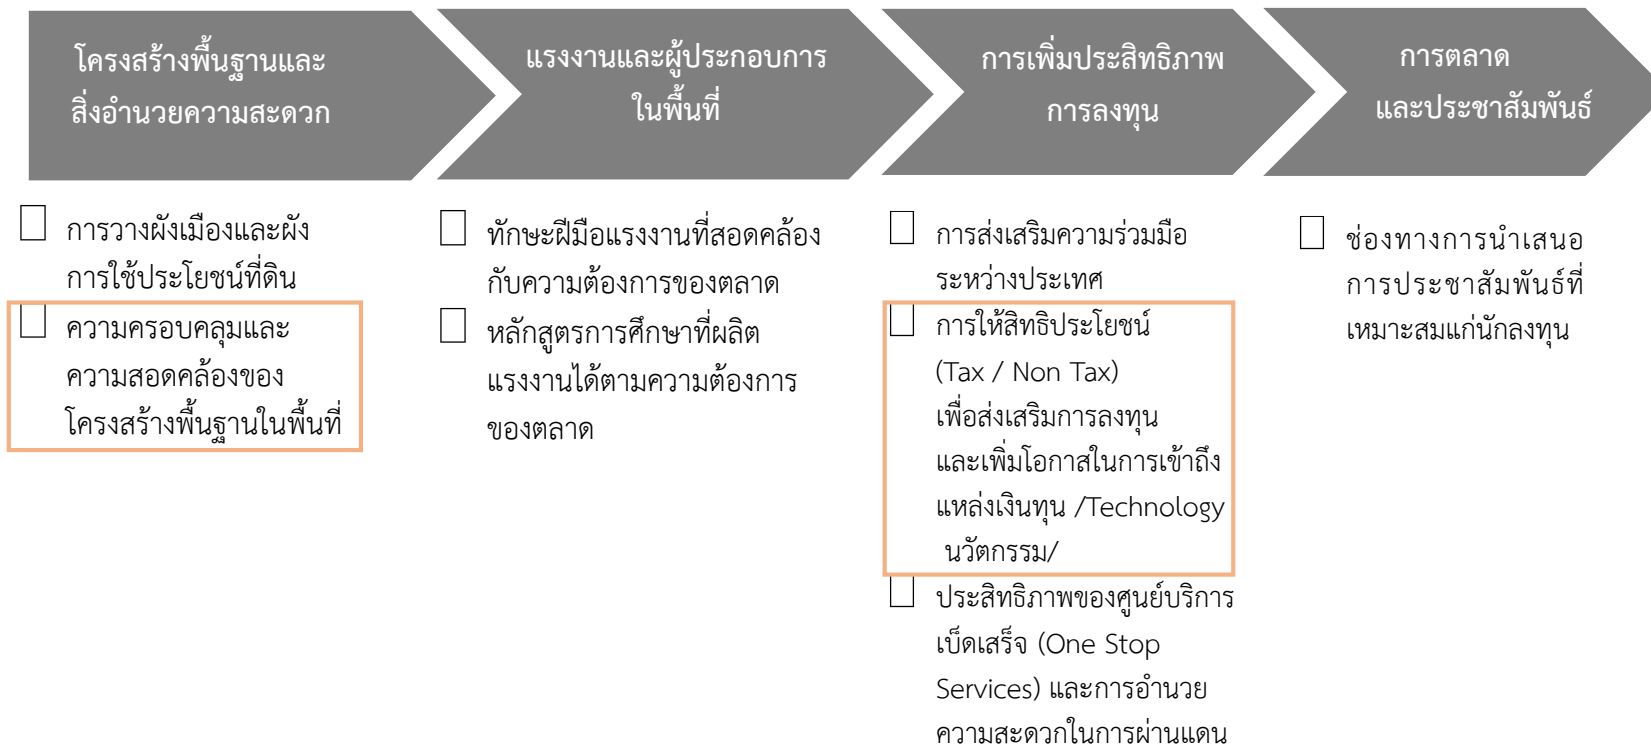 โครงสร้างพื้นฐานและ
สิ่งอำนวยความสะดวก
แรงงานและผู้ประกอบการ
ในพื้นที่
การเพิ่มประสิทธิภาพ
การลงทุน
การตลาด
และประชาสัมพันธ์
การวางผังเมืองและผัง
การใช้ประโยชน์ที่ดิน
ความครอบคลุมและ
ความสอดคล้องของ
โครงสร้างพื้นฐานในพื้นที่
ทักษะฝีมือแรงงานที่สอดคล้อง
กับความต้องการของตลาด
หลักสูตรการศึกษาที่ผลิต
แรงงานได้ตามความต้องการ
ของตลาด
การส่งเสริมความร่วมมือ
ระหว่างประเทศ
การให้สิทธิประโยชน์
(Tax / Non Tax)
เพื่อส่งเสริมการลงทุน
และเพิ่มโอกาสในการเข้าถึง
แหล่งเงินทุน /Technology
นวัตกรรม/
ประสิทธิภาพของศูนย์บริการ
เบ็ดเสร็จ (One Stop
Services) และการอำนวย
ความสะดวกในการผ่านแดน
ช่องทางการนำเสนอ
การประชาสัมพันธ์ที่
เหมาะสมแก่นักลงทุน